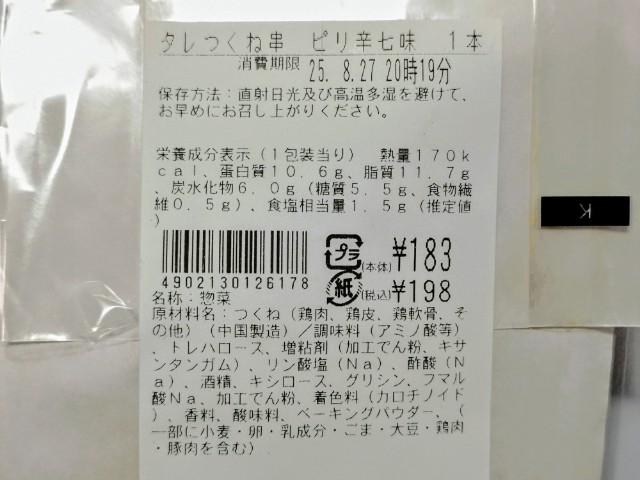 タレつくね串　ピリ辛七味　１本
消費期限 25. 8.27 20時19分
保存方法：直射日光及び高温多湿を避けて、
お早めにお召し上がりください。
栄養成分表示（１包装当り）　熱量１７０ｋ
ｃａｌ、蛋白質１０．６ｇ、脂質１１．７ｇ
、炭水化物６．０ｇ（糖質５．５ｇ、食物繊
維０．５ｇ）、食塩相当量１．５ｇ（推定値
）
プラ (本体) ¥183
4902130126178
紙 (税込) ¥198
名称：惣菜
原材料名：つくね（鶏肉、鶏皮、鶏軟骨、そ
の他）（中国製造）／調味料（アミノ酸等）
、トレハロース、増粘剤（加工でん粉、キサ
ンタンガム）、リン酸塩（Ｎａ）、酢酸（Ｎ
ａ）、酒精、キシロース、グリシン、フマル
酸Ｎａ、加工でん粉、着色料（カロチノイド
）、香料、酸味料、ベーキングパウダー、（
一部に小麦・卵・乳成分・ごま・大豆・鶏肉
・豚肉を含む）
K